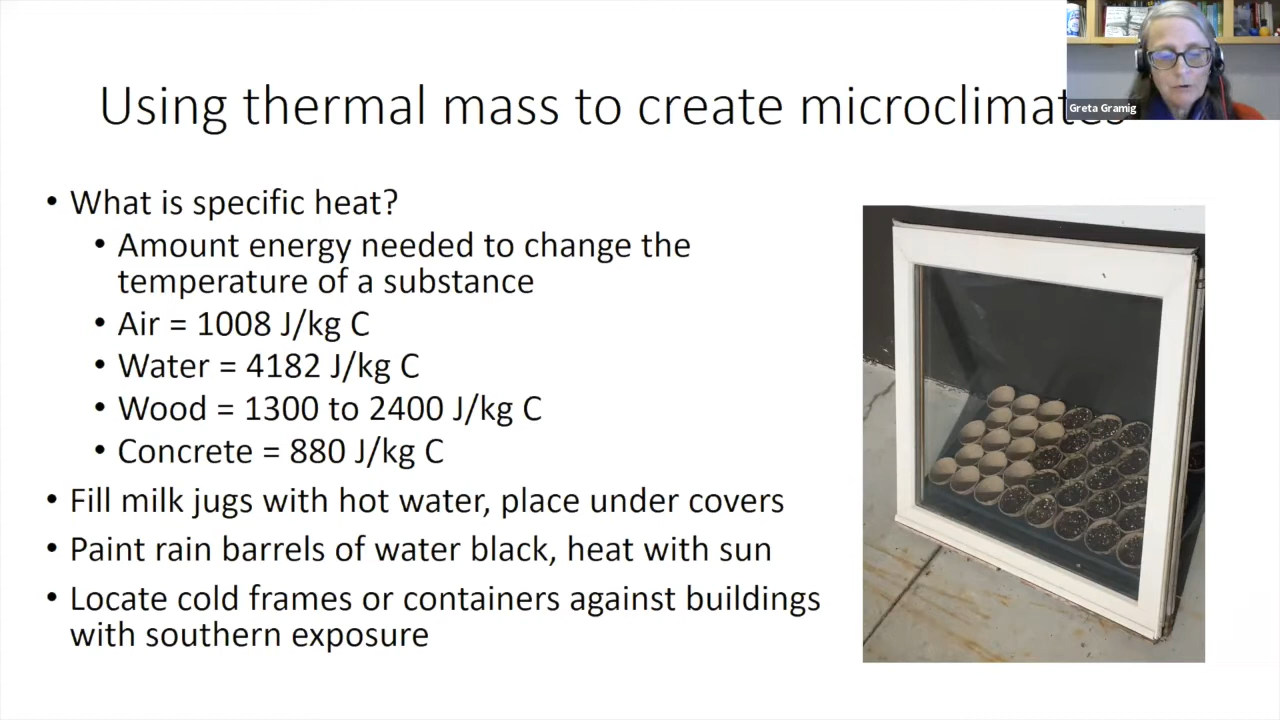 Using thermal mass to create microclimates
Greta Gramig
• What is specific heat?
• Amount energy needed to change the
temperature of a substance
• Air = 1008 J/kg C
• Water = 4182 J/kg C
• Wood = 1300 to 2400 J/kg C
• Concrete = 880 J/kg C
• Fill milk jugs with hot water, place under covers
• Paint rain barrels of water black, heat with sun
• Locate cold frames or containers against buildings
with southern exposure